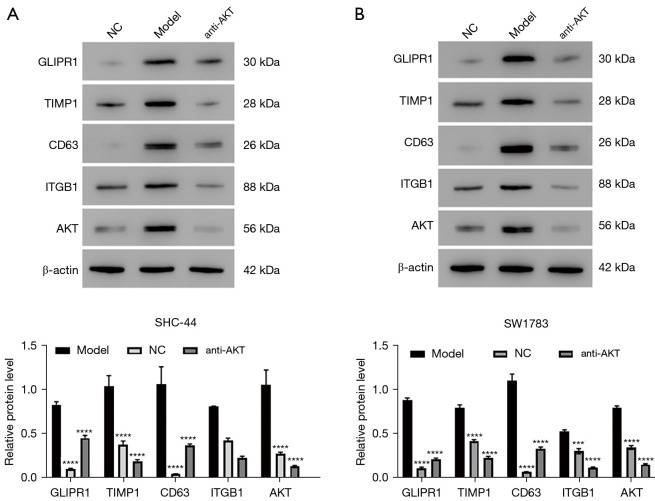 A
NC
Model
anti-AKT
GLIPR1
30 kDa
TIMP1
28 kDa
CD63
26 kDa
ITGB1
88 kDa
AKT
56 kDa
β-actin
42 kDa
SHC-44
Relative protein level
1.5
1.0
0.5
0.0
Model
NC
anti-AKT
**** ****
**** ****
**** ****
**** ****
GLIPR1 TIMP1 CD63 ITGB1 AKT
B
NC
Model
anti-AKT
GLIPR1
30 kDa
TIMP1
28 kDa
CD63
26 kDa
ITGB1
88 kDa
AKT
56 kDa
β-actin
42 kDa
SW1783
Relative protein level
1.5
1.0
0.5
0.0
Model
NC
anti-AKT
**** ****
**** ****
**** ****
*** ****
**** ****
GLIPR1 TIMP1 CD63 ITGB1 AKT